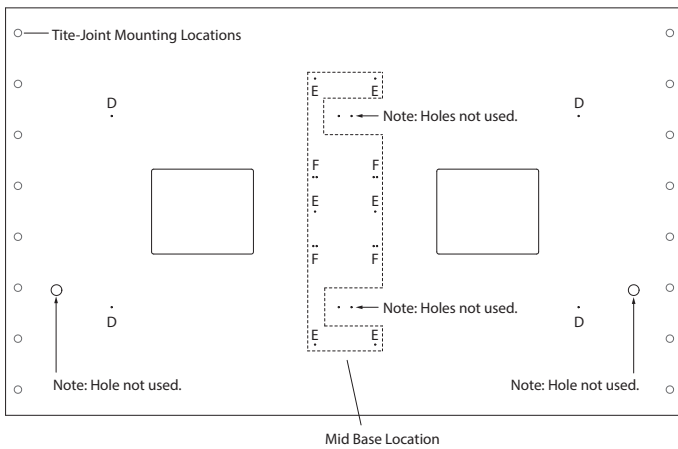 Tite-Joint Mounting Locations
E E
D D
Note: Holes not used.
F F
E E
F F
Note: Holes not used.
D D
E E
Note: Hole not used. Note: Hole not used.
Mid Base Location